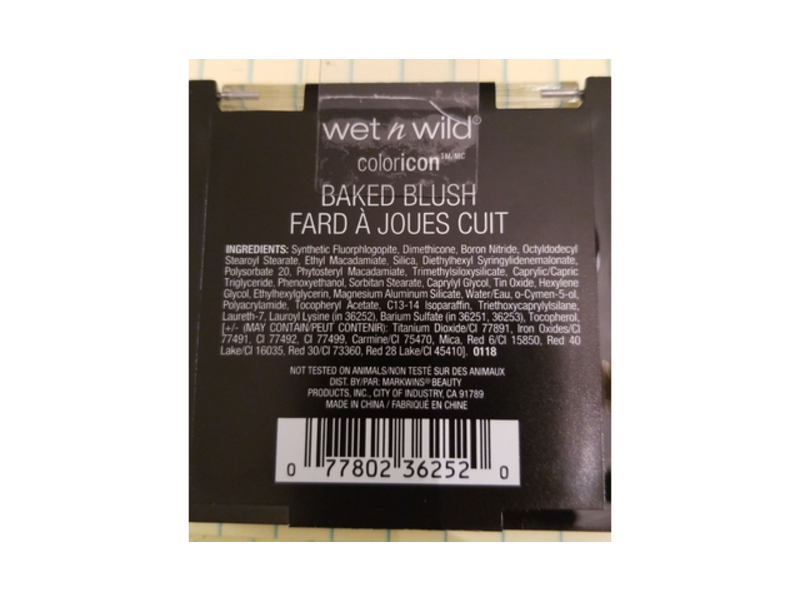 wet n wild®
coloricon™/MC
BAKED BLUSH
FARD À JOUES CUIT
INGREDIENTS: Synthetic Fluorphlogopite, Dimethicone, Boron Nitride, Octyldodecyl
Stearoyl Stearate, Ethyl Macadamiate, Silica, Diethylhexyl Syringylidenemalonate,
Polysorbate 20, Phytosteryl Macadamiate, Trimethylsiloxysilicate, Caprylic/Capric
Triglyceride, Phenoxyethanol, Sorbitan Stearate, Caprylyl Glycol, Tin Oxide, Hexylene
Glycol, Ethylhexylglycerin, Magnesium Aluminum Silicate, Water/Eau, o-Cymen-5-ol,
Polyacrylamide, Tocopheryl Acetate, C13-14 Isoparaffin, Triethoxycaprylylsilane,
Laureth-7, Lauroyl Lysine (in 36252), Barium Sulfate (in 36251, 36253), Tocopherol,
[+/- (MAY CONTAIN/PEUT CONTENIR): Titanium Dioxide/CI 77891, Iron Oxides/CI
77491, CI 77492, CI 77499, Carmine/CI 75470, Mica, Red 6/CI 15850, Red 40
Lake/CI 16035, Red 30/CI 73360, Red 28 Lake/CI 45410]. 0118
NOT TESTED ON ANIMALS/NON TESTÉ SUR DES ANIMAUX
DIST. BY/PAR: MARKWINS® BEAUTY
PRODUCTS, INC., CITY OF INDUSTRY, CA 91789
MADE IN CHINA / FABRIQUÉ EN CHINE
0 77802 36252 0